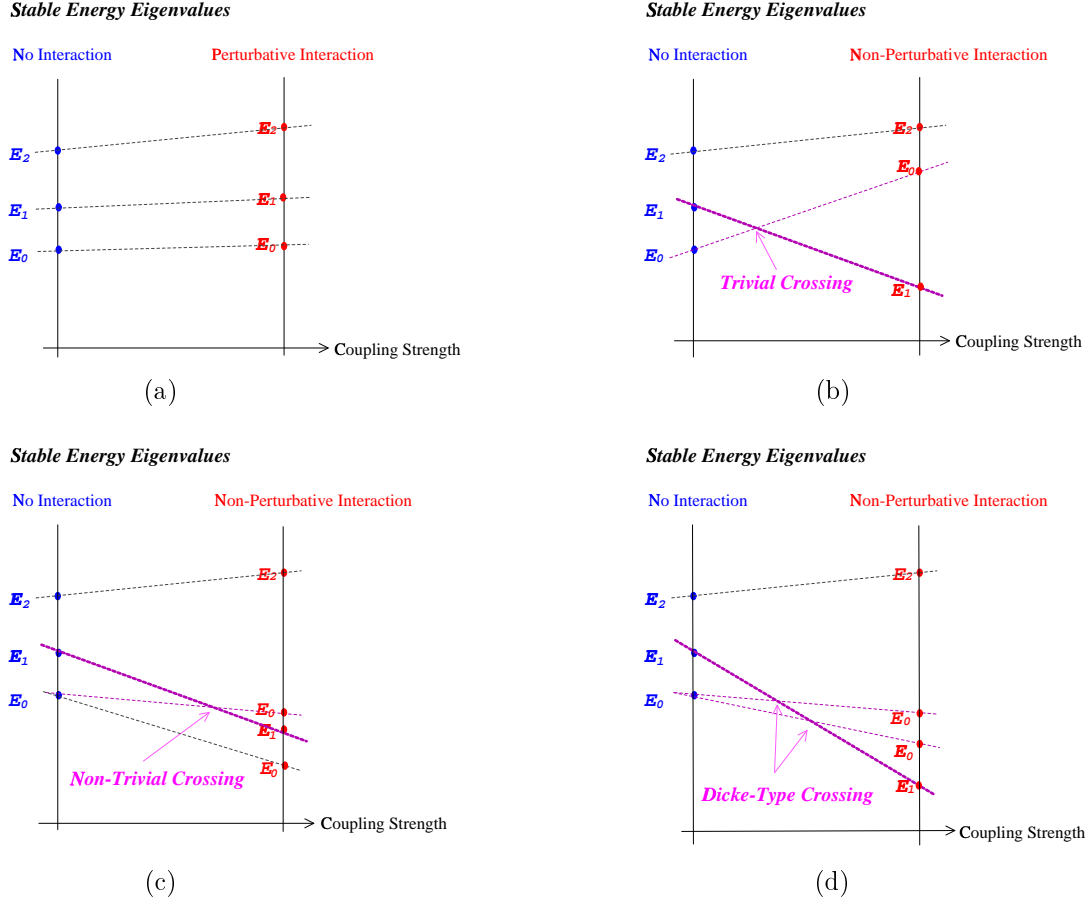 Stable Energy Eigenvalues
No Interaction
Perturbative Interaction
E2
E2
E1
E1
E0
E0
Coupling Strength
(a)
Stable Energy Eigenvalues
No Interaction
Non-Perturbative Interaction
E2
E2
E0
E1
E0
Trivial Crossing
E1
Coupling Strength
(b)
Stable Energy Eigenvalues
No Interaction
Non-Perturbative Interaction
E2
E2
E1
E0
E0
E1
E0
Non-Trivial Crossing
Coupling Strength
(c)
Stable Energy Eigenvalues
No Interaction
Non-Perturbative Interaction
E2
E2
E1
E0
E0
E0
E1
Dicke-Type Crossing
Coupling Strength
(d)